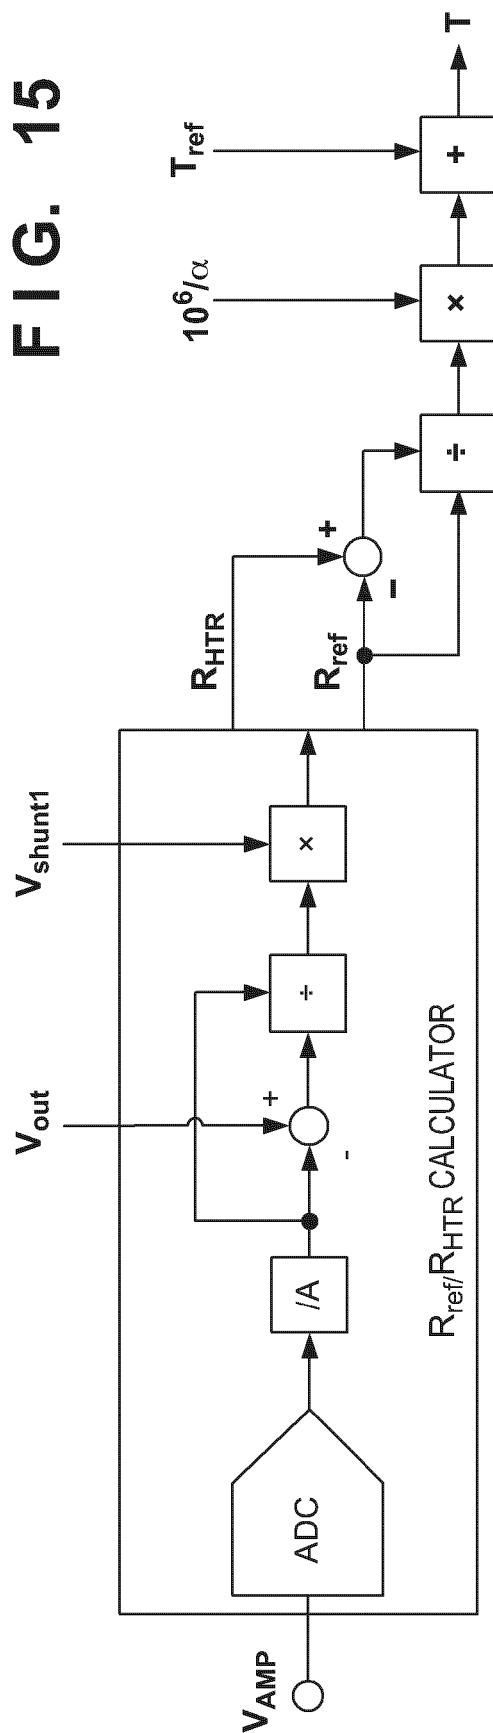 FIG. 15
V_AMP
ADC
/A
V_out
+
-
÷
V_shunt1
×
R_ref/R_HTR CALCULATOR
R_HTR
R_ref
+
−
÷
10^6/α
×
T_ref
+
T